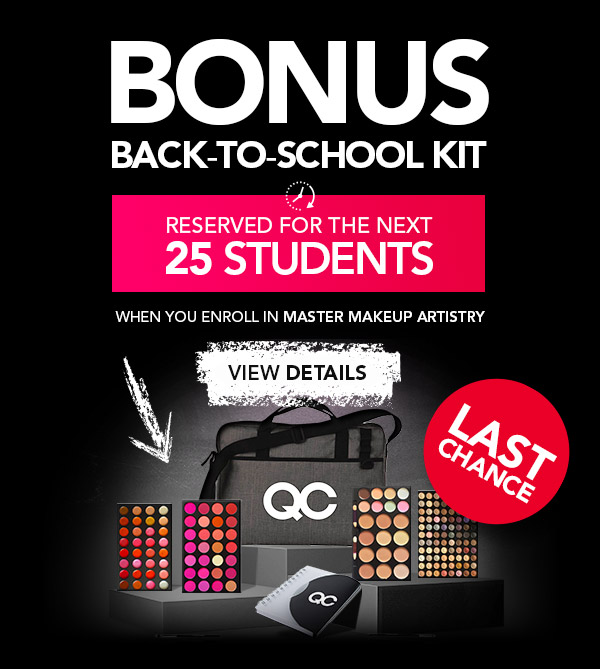 BONUS
BACK-TO-SCHOOL KIT
RESERVED FOR THE NEXT
25 STUDENTS
WHEN YOU ENROLL IN MASTER MAKEUP ARTISTRY
VIEW DETAILS
LAST
CHANCE
QC
QC